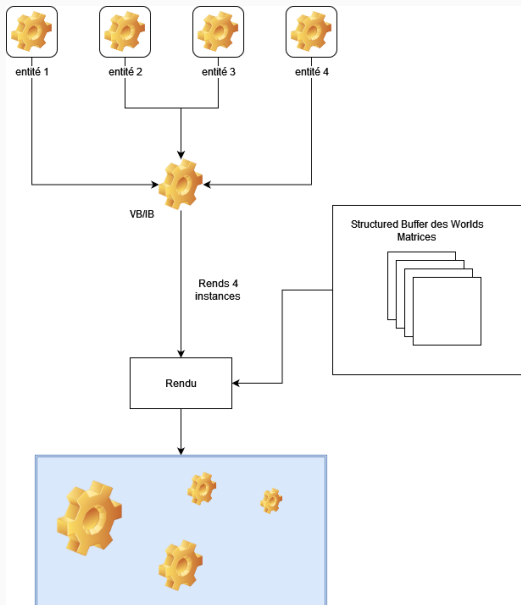 entité 1
entité 2
entité 3
entité 4
VB/IB
Structured Buffer des Worlds
Matrices
Rends 4
instances
Rendu